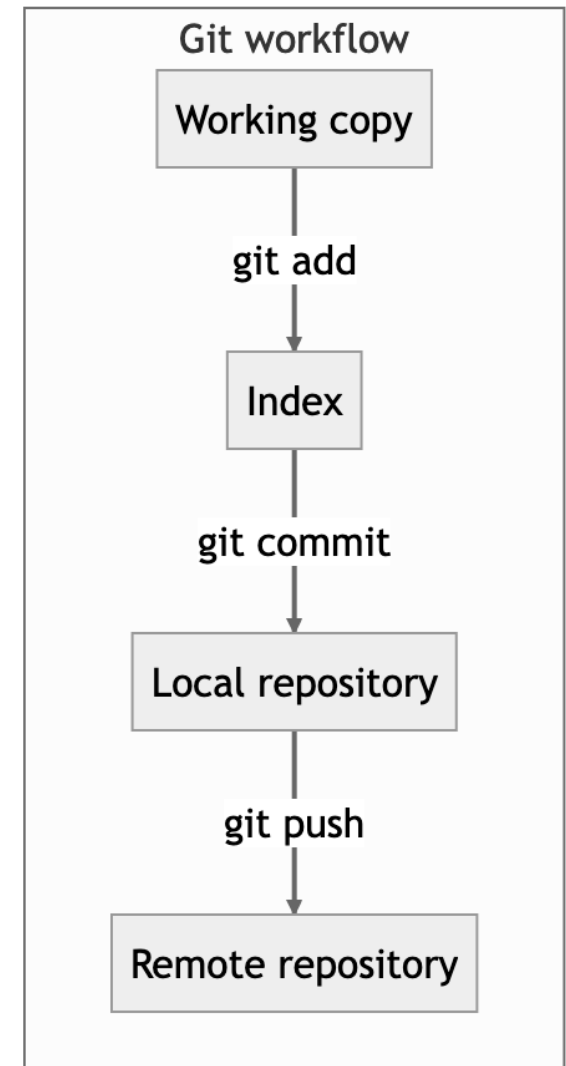 Git workflow
Working copy
git add
Index
git commit
Local repository
git push
Remote repository